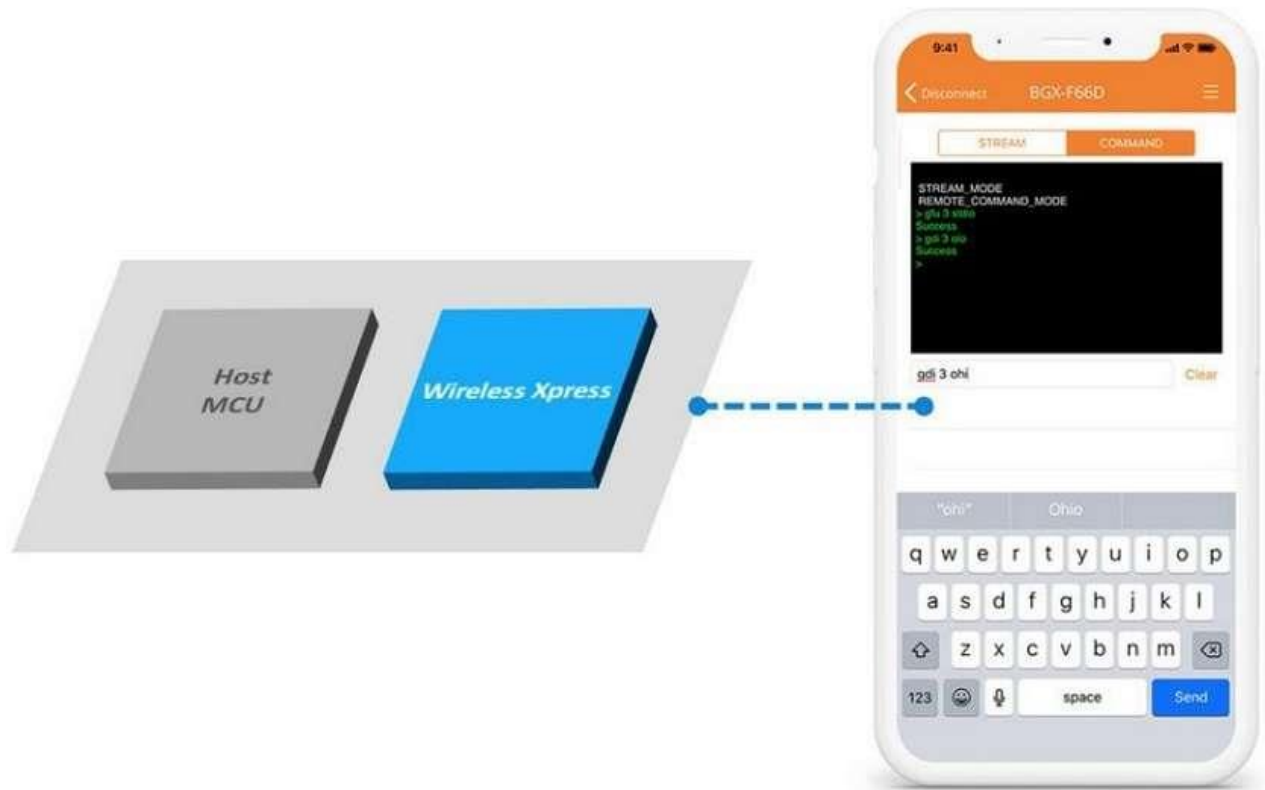 Host
MCU
Wireless Xpress
9:41
Disconnect BGX-F66D
STREAM COMMAND
STREAM_MODE
REMOTE_COMMAND_MODE
> gfu 3
Success
> gdi 3 olo
Success
>
gdi 3 ohi Clear
"ohi" Ohio
q w e r t y u i o p
a s d f g h j k l
z x c v b n m
123 space Send